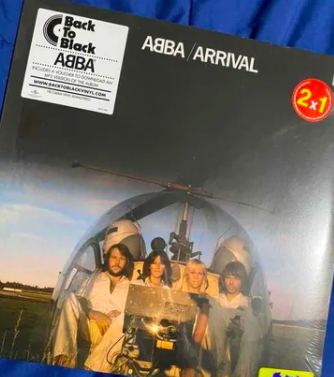 Back
To
Black
ABBA
INCLUDES A VOUCHER TO DOWNLOAD AN
MP3 VERSION OF THE ALBUM
WWW.BACKTOBLACKVINYL.COM
ABBA/ARRIVAL
2x1